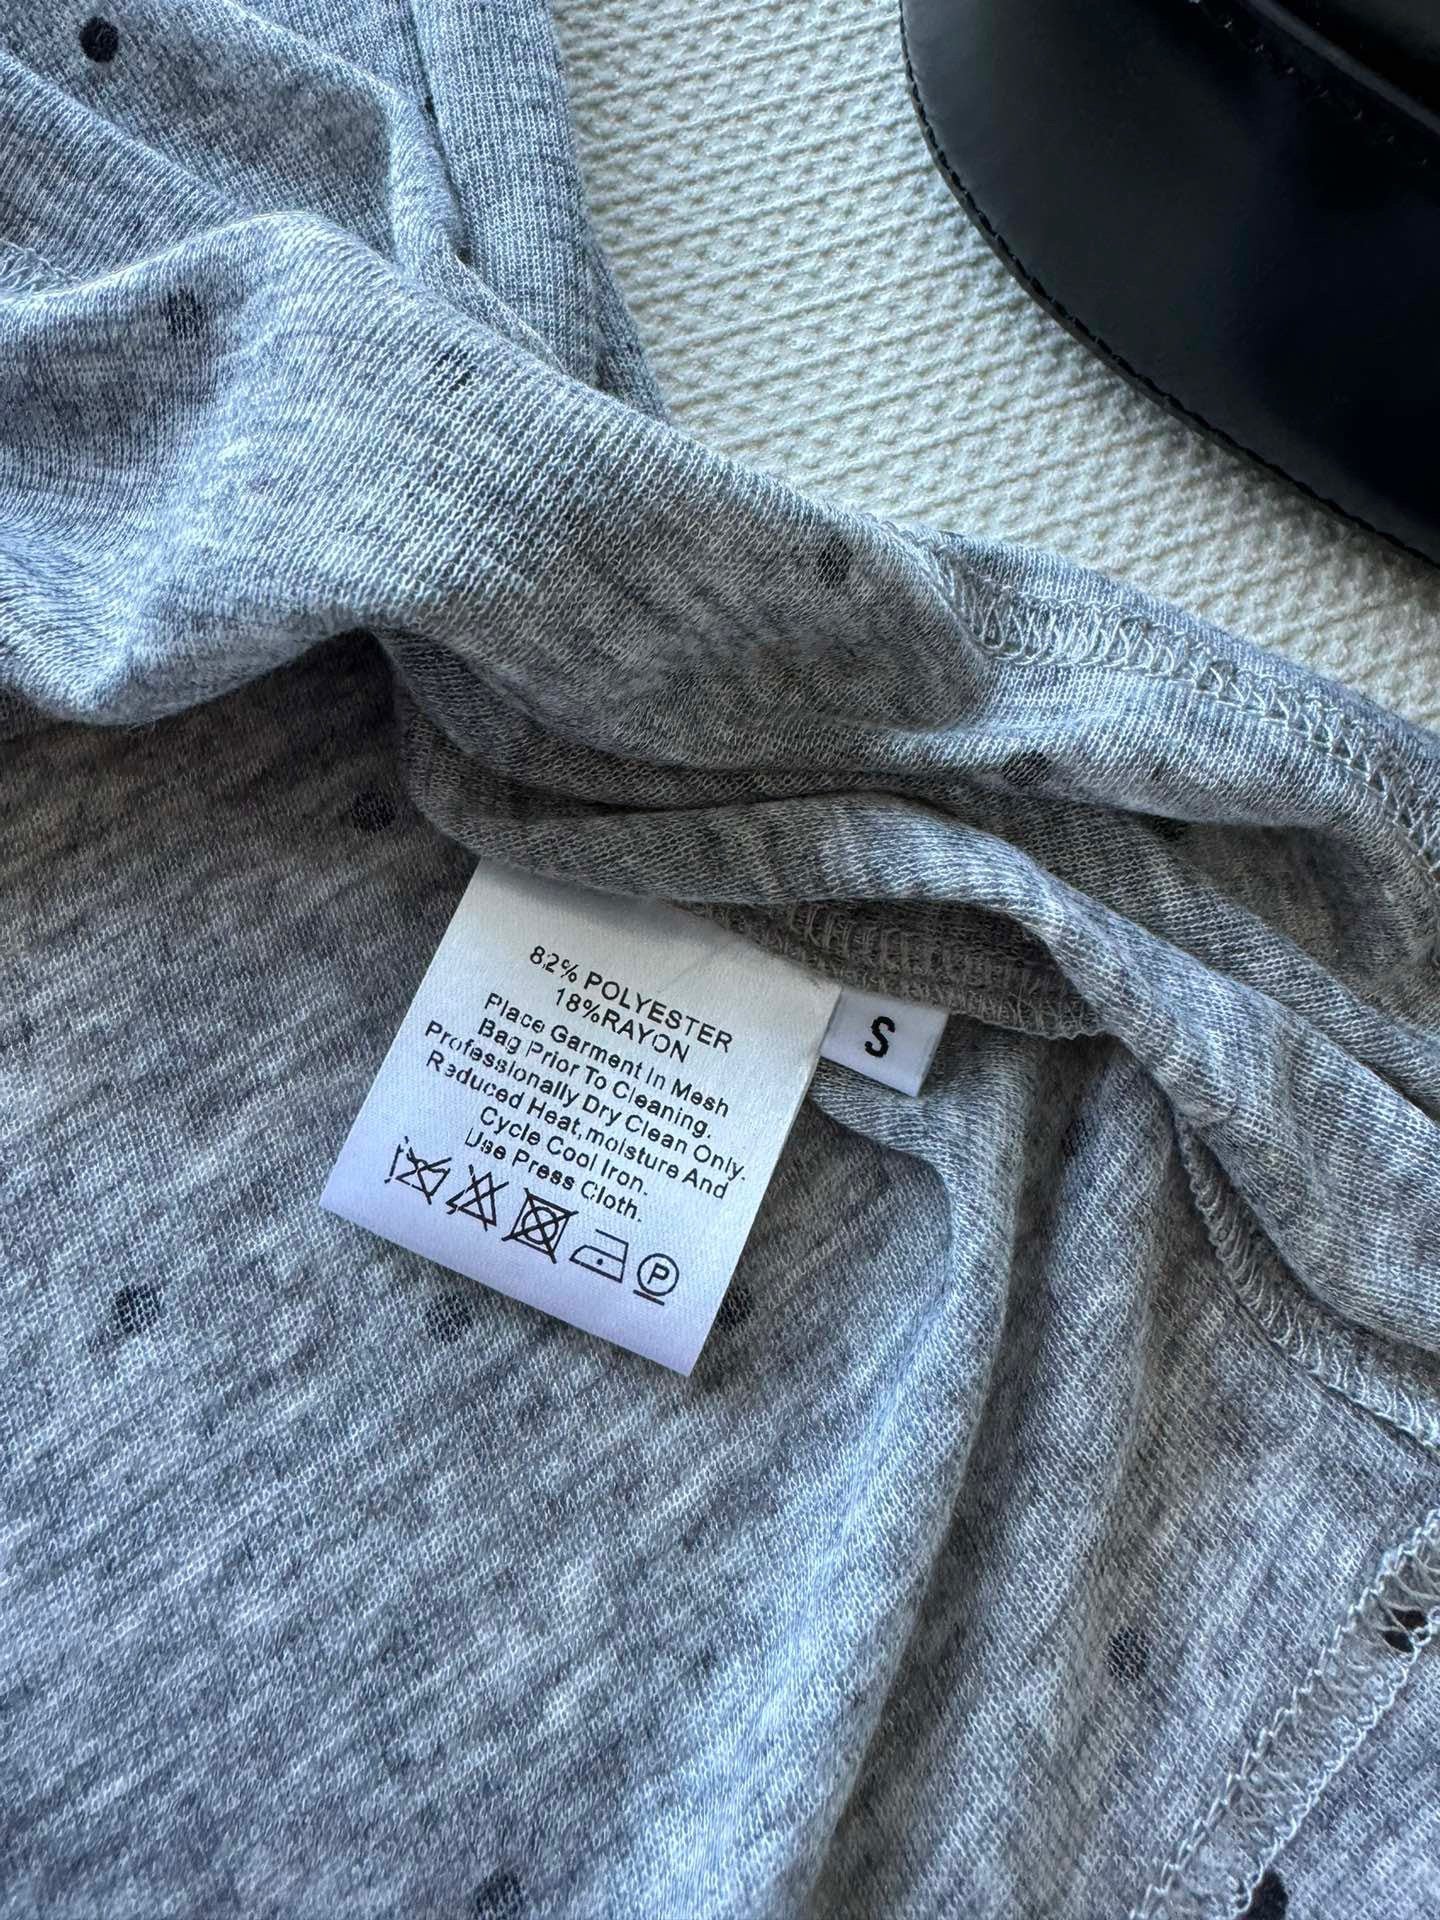 82% POLYESTER
18%RAYON
Place Garment In Mesh
Bag Prior To Cleaning.
Professionally Dry Clean Only.
Reduced Heat,moisture And
Cycle Cool Iron.
Use Press Cloth.
P
S